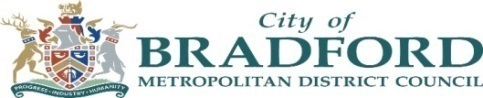 City of
BRADFORD
METROPOLITAN DISTRICT COUNCIL
PROGRESS · INDUSTRY · HUMANITY